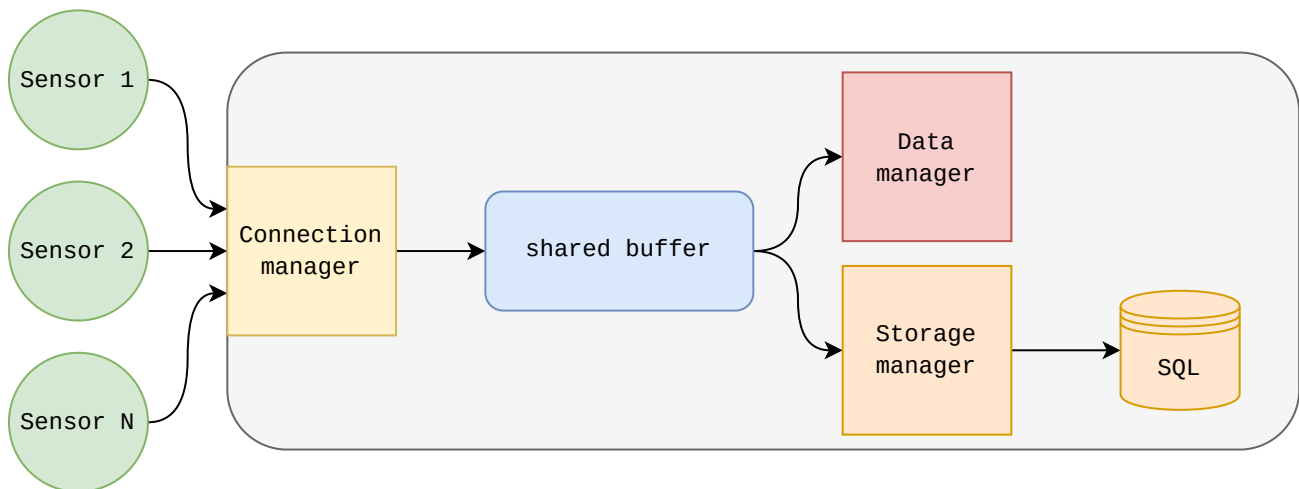 Sensor 1
Sensor 2
Sensor N
Connection
manager
shared buffer
Data
manager
Storage
manager
SQL